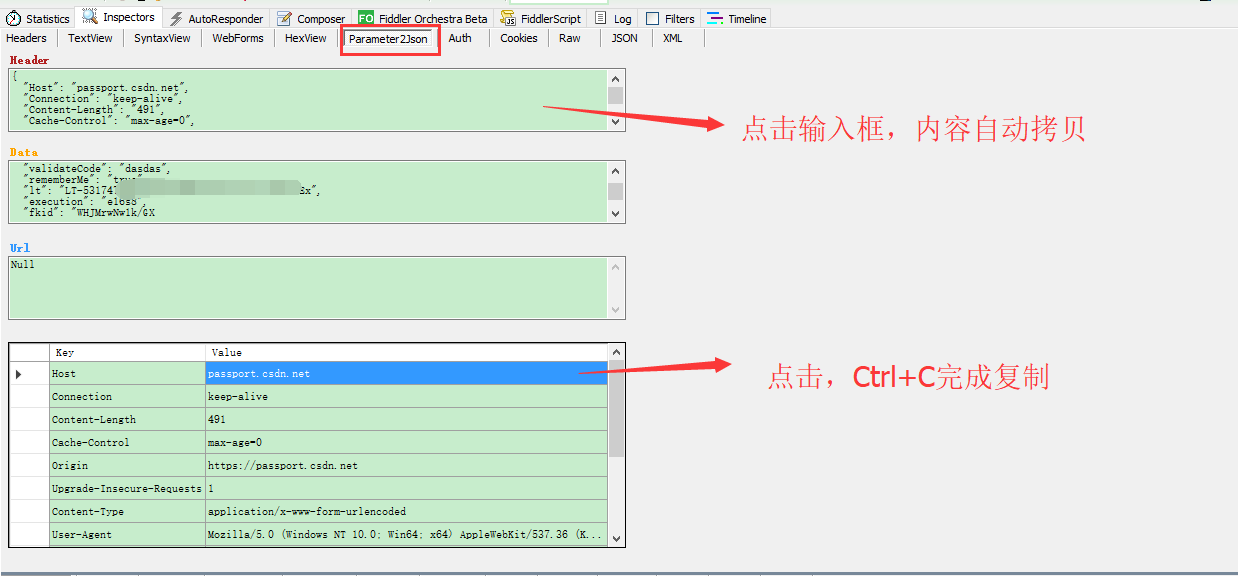 Statistics Inspectors AutoResponder Composer FO Fiddler Orchestra Beta FiddlerScript Log Filters Timeline
Headers TextView SyntaxView WebForms HexView Parameter2Json Auth Cookies Raw JSON XML
Header
{
"Host": "passport.csdn.net",
"Connection": "keep-alive",
"Content-Length": "491",
"Cache-Control": "max-age=0",
点击输入框，内容自动拷贝
Data
"validateCode": "dasdas",
"rememberMe": "true",
"lt": "LT-53174
"execution": "e16s8",
"fkid": "WHJMrwNw1k/GX
Url
Null
Key Value
Host passport.csdn.net
点击，Ctrl+C完成复制
Connection keep-alive
Content-Length 491
Cache-Control max-age=0
Origin https://passport.csdn.net
Upgrade-Insecure-Requests 1
Content-Type application/x-www-form-urlencoded
User-Agent Mozilla/5.0 (Windows NT 10.0; Win64; x64) AppleWebKit/537.36 (K...